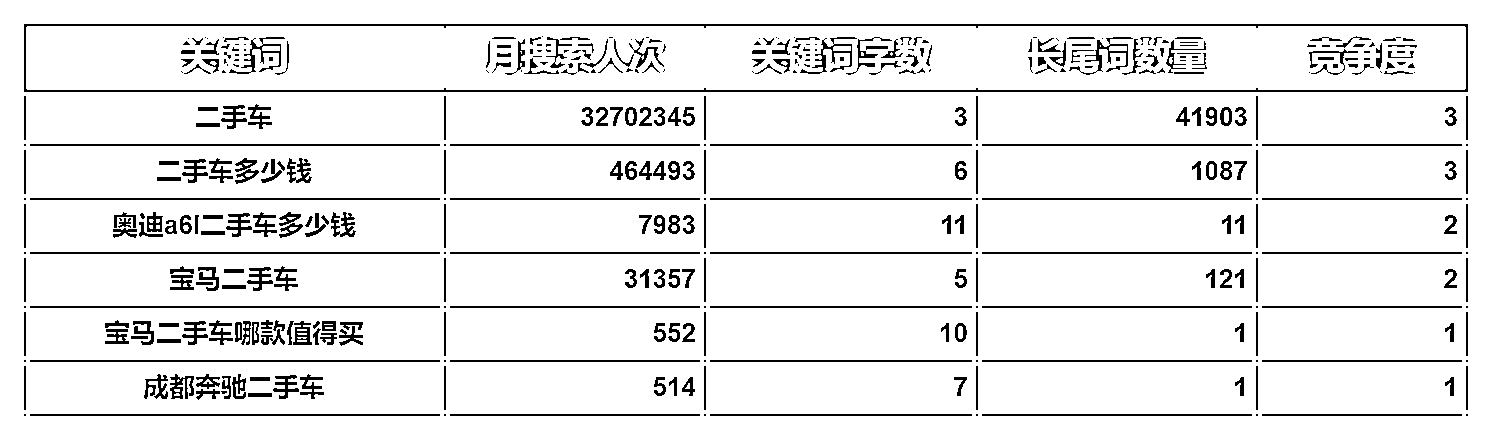 关键词 月搜索人次 关键词字数 长尾词数量 竞争度
二手车 32702345 3 41903 3
二手车多少钱 464493 6 1087 3
奥迪a6l二手车多少钱 7983 11 11 2
宝马二手车 31357 5 121 2
宝马二手车哪款值得买 552 10 1 1
成都奔驰二手车 514 7 1 1